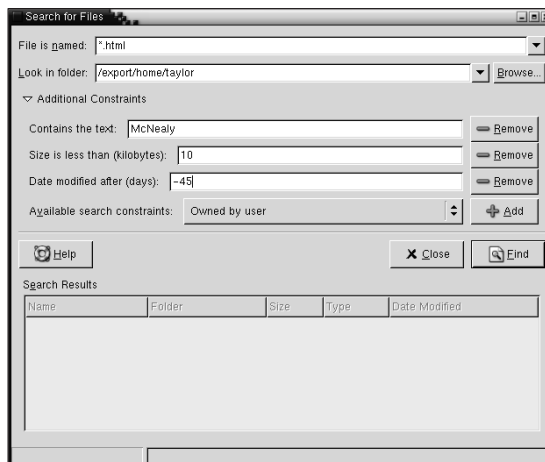 Search for Files
File is named: *.html
Look in folder: /export/home/taylor Browse...
Additional Constraints
Contains the text: McNealy Remove
Size is less than (kilobytes): 10 Remove
Date modified after (days): -45 Remove
Available search constraints: Owned by user Add
Help Close Find
Search Results
Name Folder Size Type Date Modified